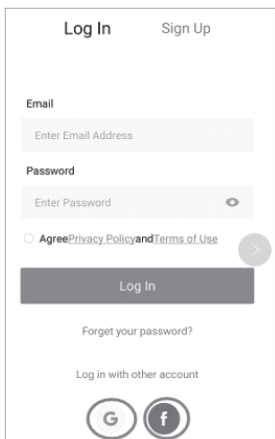 Log In Sign Up
Email
Enter Email Address
Password
Enter Password
AgreePrivacy PolicyandTerms of Use
Log In
Forget your password?
Log in with other account
G f